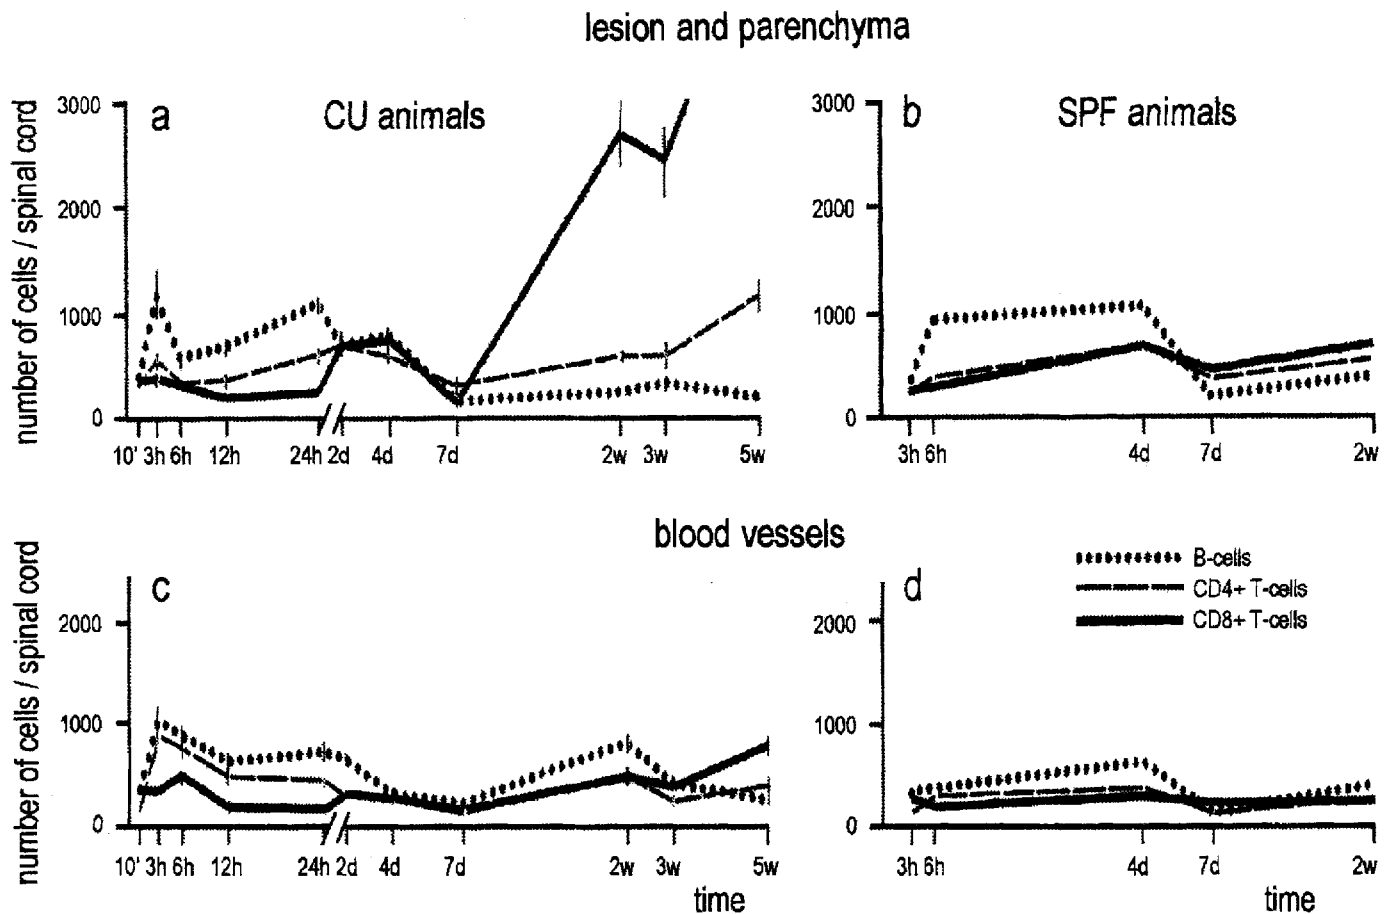 lesion and parenchyma
a CU animals
b SPF animals
number of cells / spinal cord
3000
2000
1000
0
10' 3h 6h 12h 24h 2d 4d 7d 2w 3w 5w
3000
2000
1000
0
3h 6h 4d 7d 2w
blood vessels
B-cells
CD4+ T-cells
CD8+ T-cells
c
d
number of cells / spinal cord
2000
1000
0
10' 3h 6h 12h 24h 2d 4d 7d 2w 3w 5w
time
2000
1000
0
3h 6h 4d 7d 2w
time